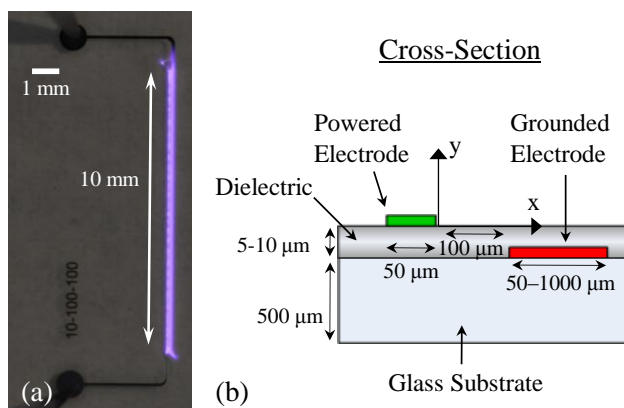 1 mm
10 mm
10-100-100
(a)
Cross-Section
Powered
Electrode
Grounded
Electrode
y
Dielectric
x
5-10 μm
100 μm
50 μm
50–1000 μm
500 μm
(b)
Glass Substrate